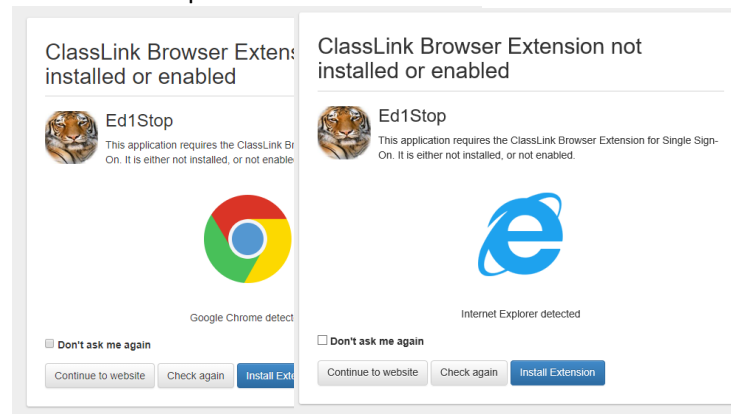 ClassLink Browser Extens
installed or enabled
Ed1Stop
This application requires the ClassLink Br
On. It is either not installed, or not enable
Google Chrome detect
Don't ask me again
Continue to website Check again Install Exte
ClassLink Browser Extension not
installed or enabled
Ed1Stop
This application requires the ClassLink Browser Extension for Single Sign-
On. It is either not installed, or not enabled.
Internet Explorer detected
Don't ask me again
Continue to website Check again Install Extension